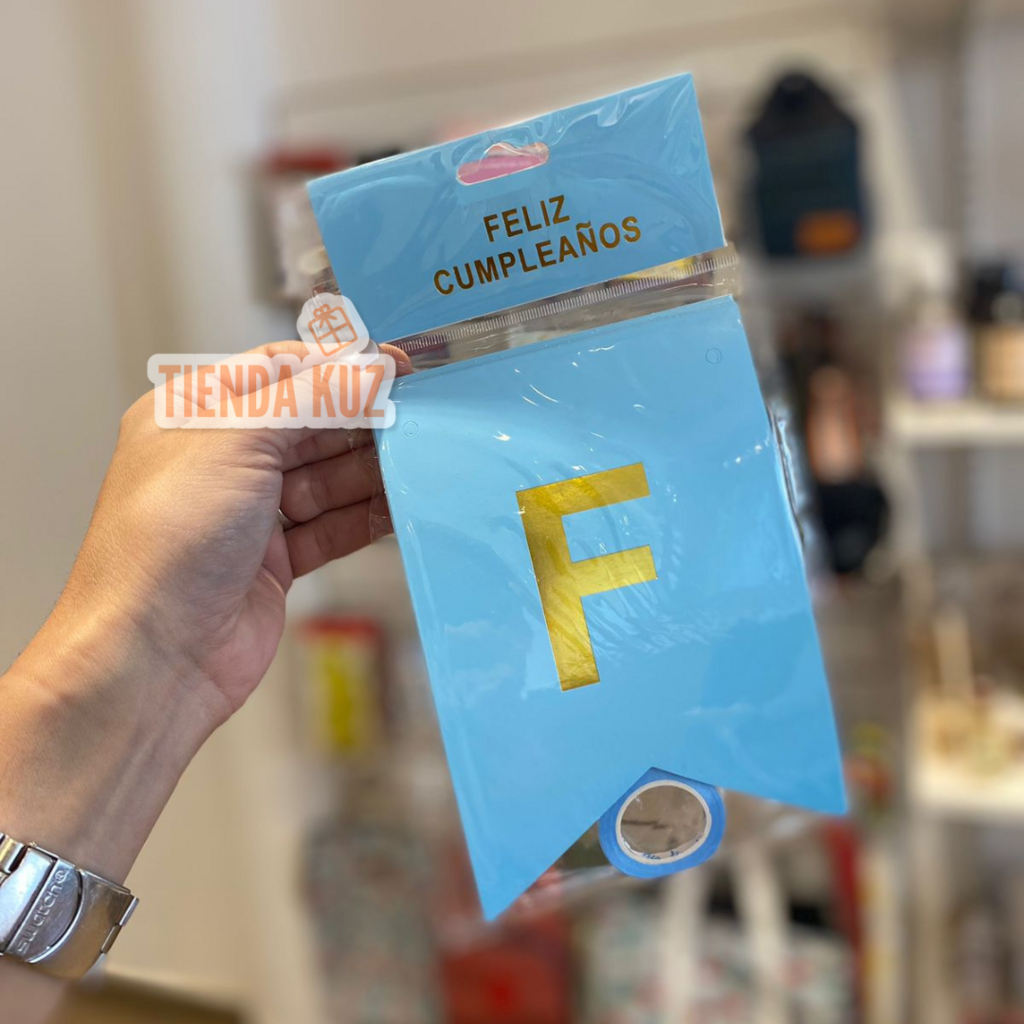 FELIZ
CUMPLEAÑOS
TIENDA KUZ
F
swatch